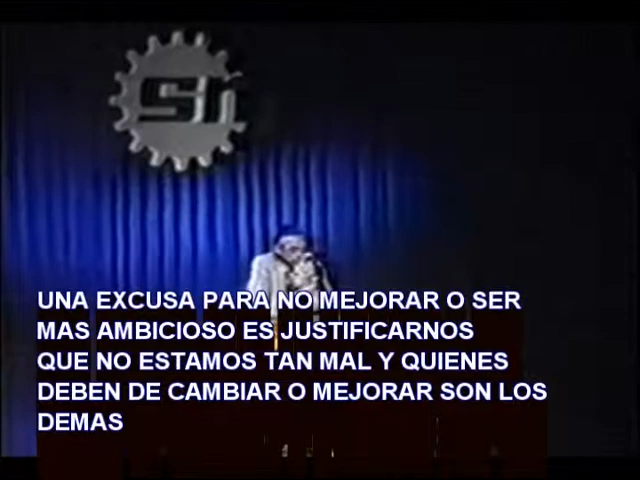 UNA EXCUSA PARA NO MEJORAR O SER
MAS AMBICIOSO ES JUSTIFICARNOS
QUE NO ESTAMOS TAN MAL Y QUIENES
DEBEN DE CAMBIAR O MEJORAR SON LOS
DEMAS